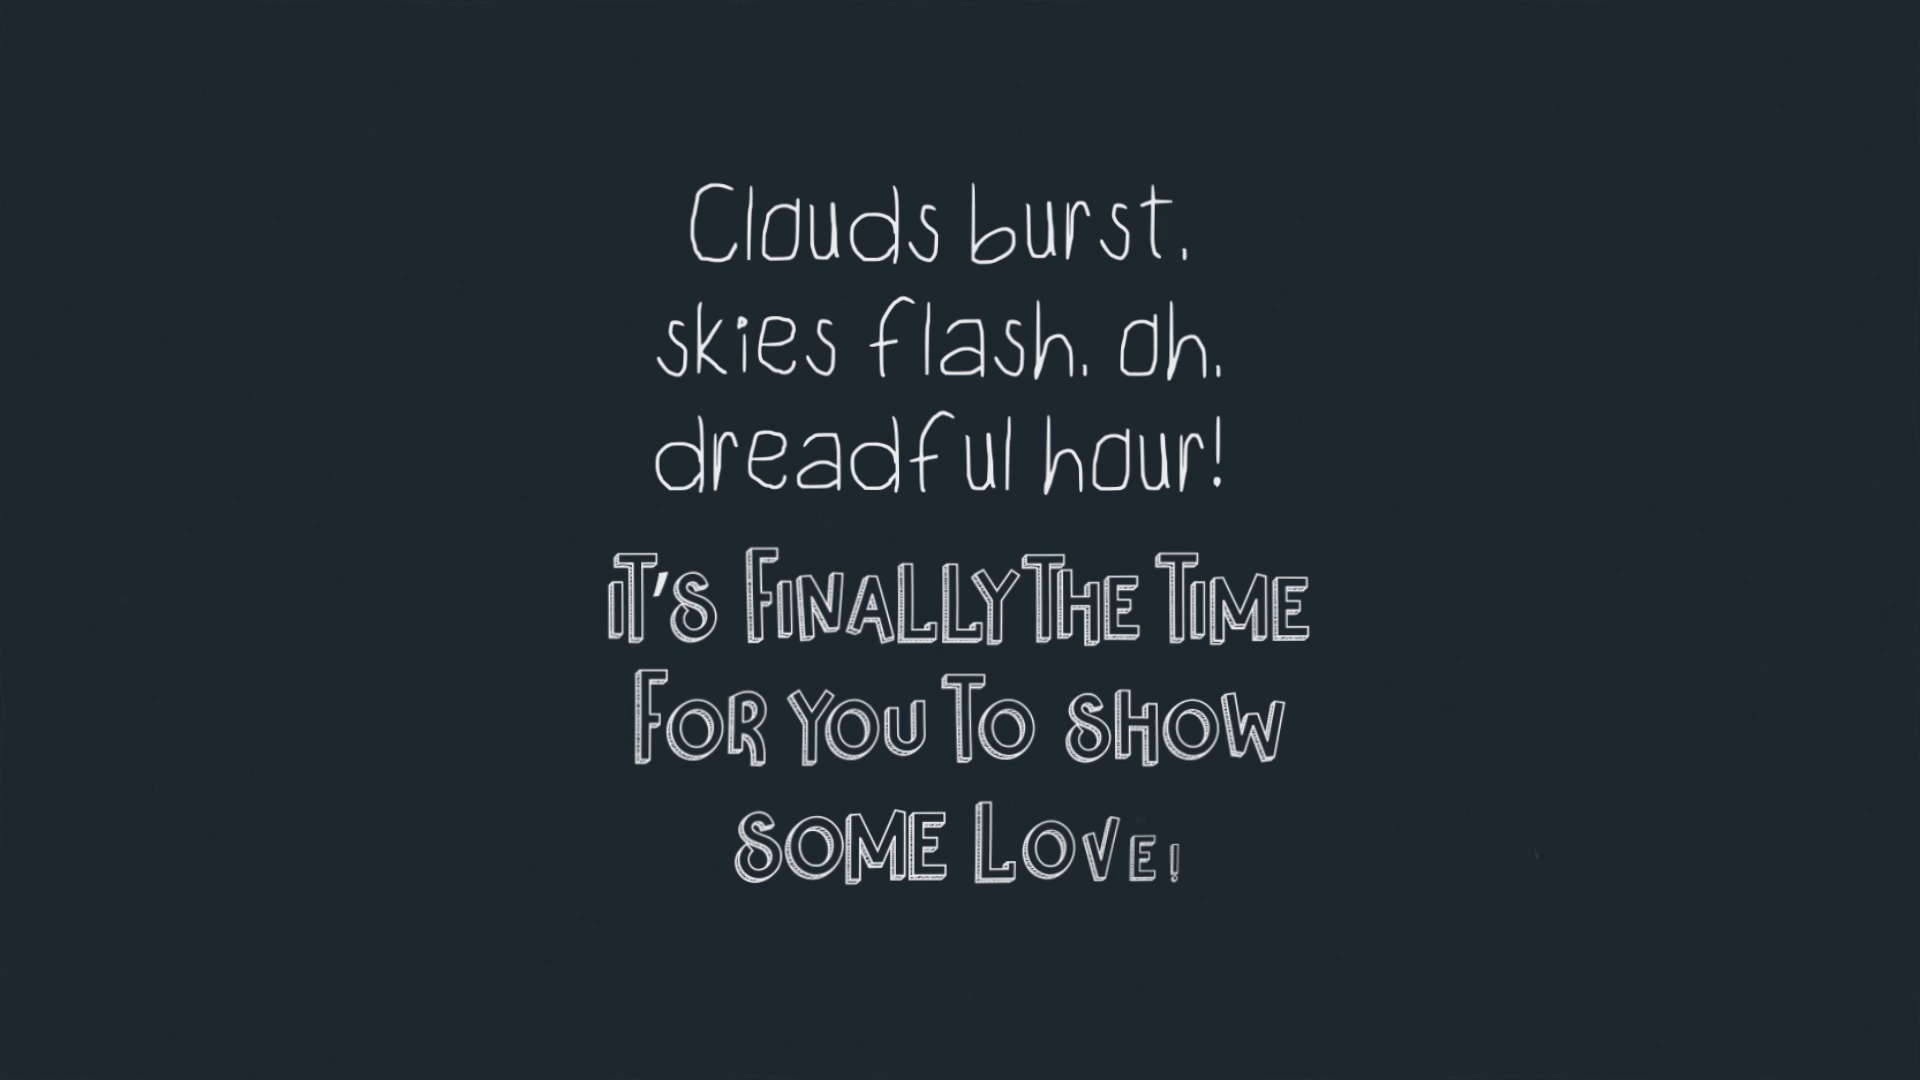 Clouds burst,
skies flash, oh,
dreadful hour!
iT'S FINALLY THE TIME
FOR YOU TO SHOW
SOME LOVE!